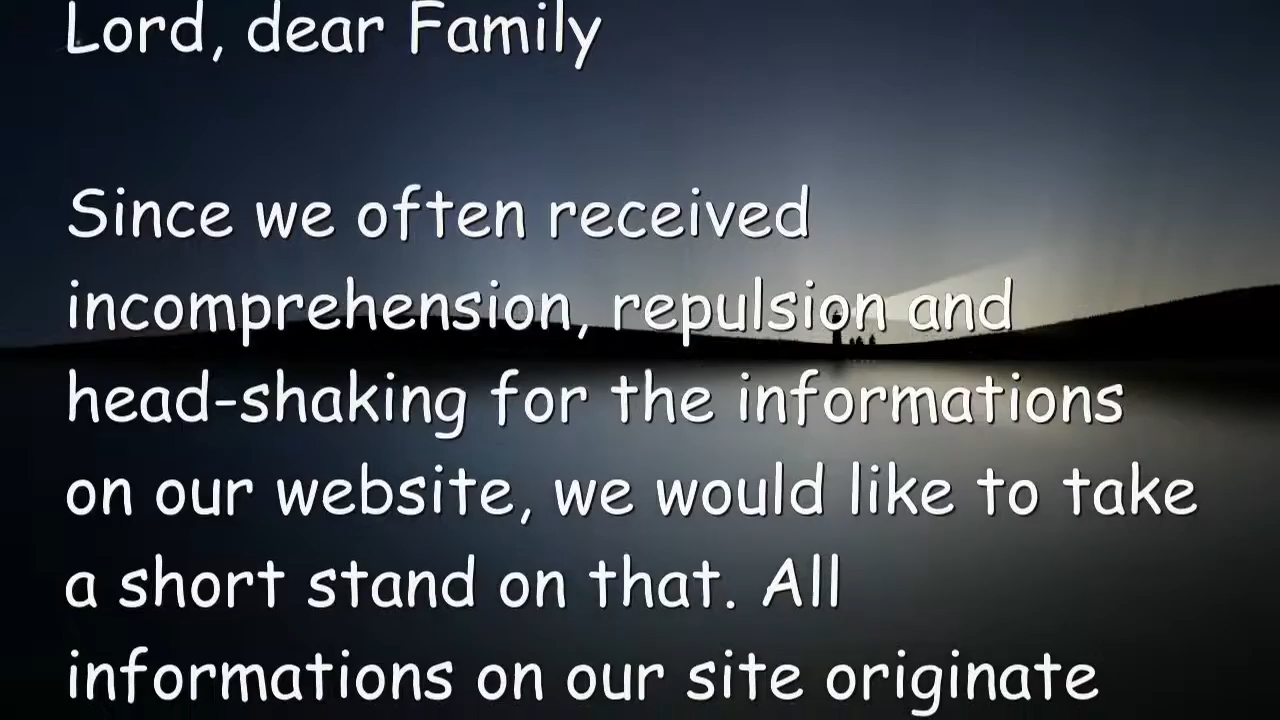 Lord, dear Family
Since we often received
incomprehension, repulsion and
head-shaking for the informations
on our website, we would like to take
a short stand on that. All
informations on our site originate